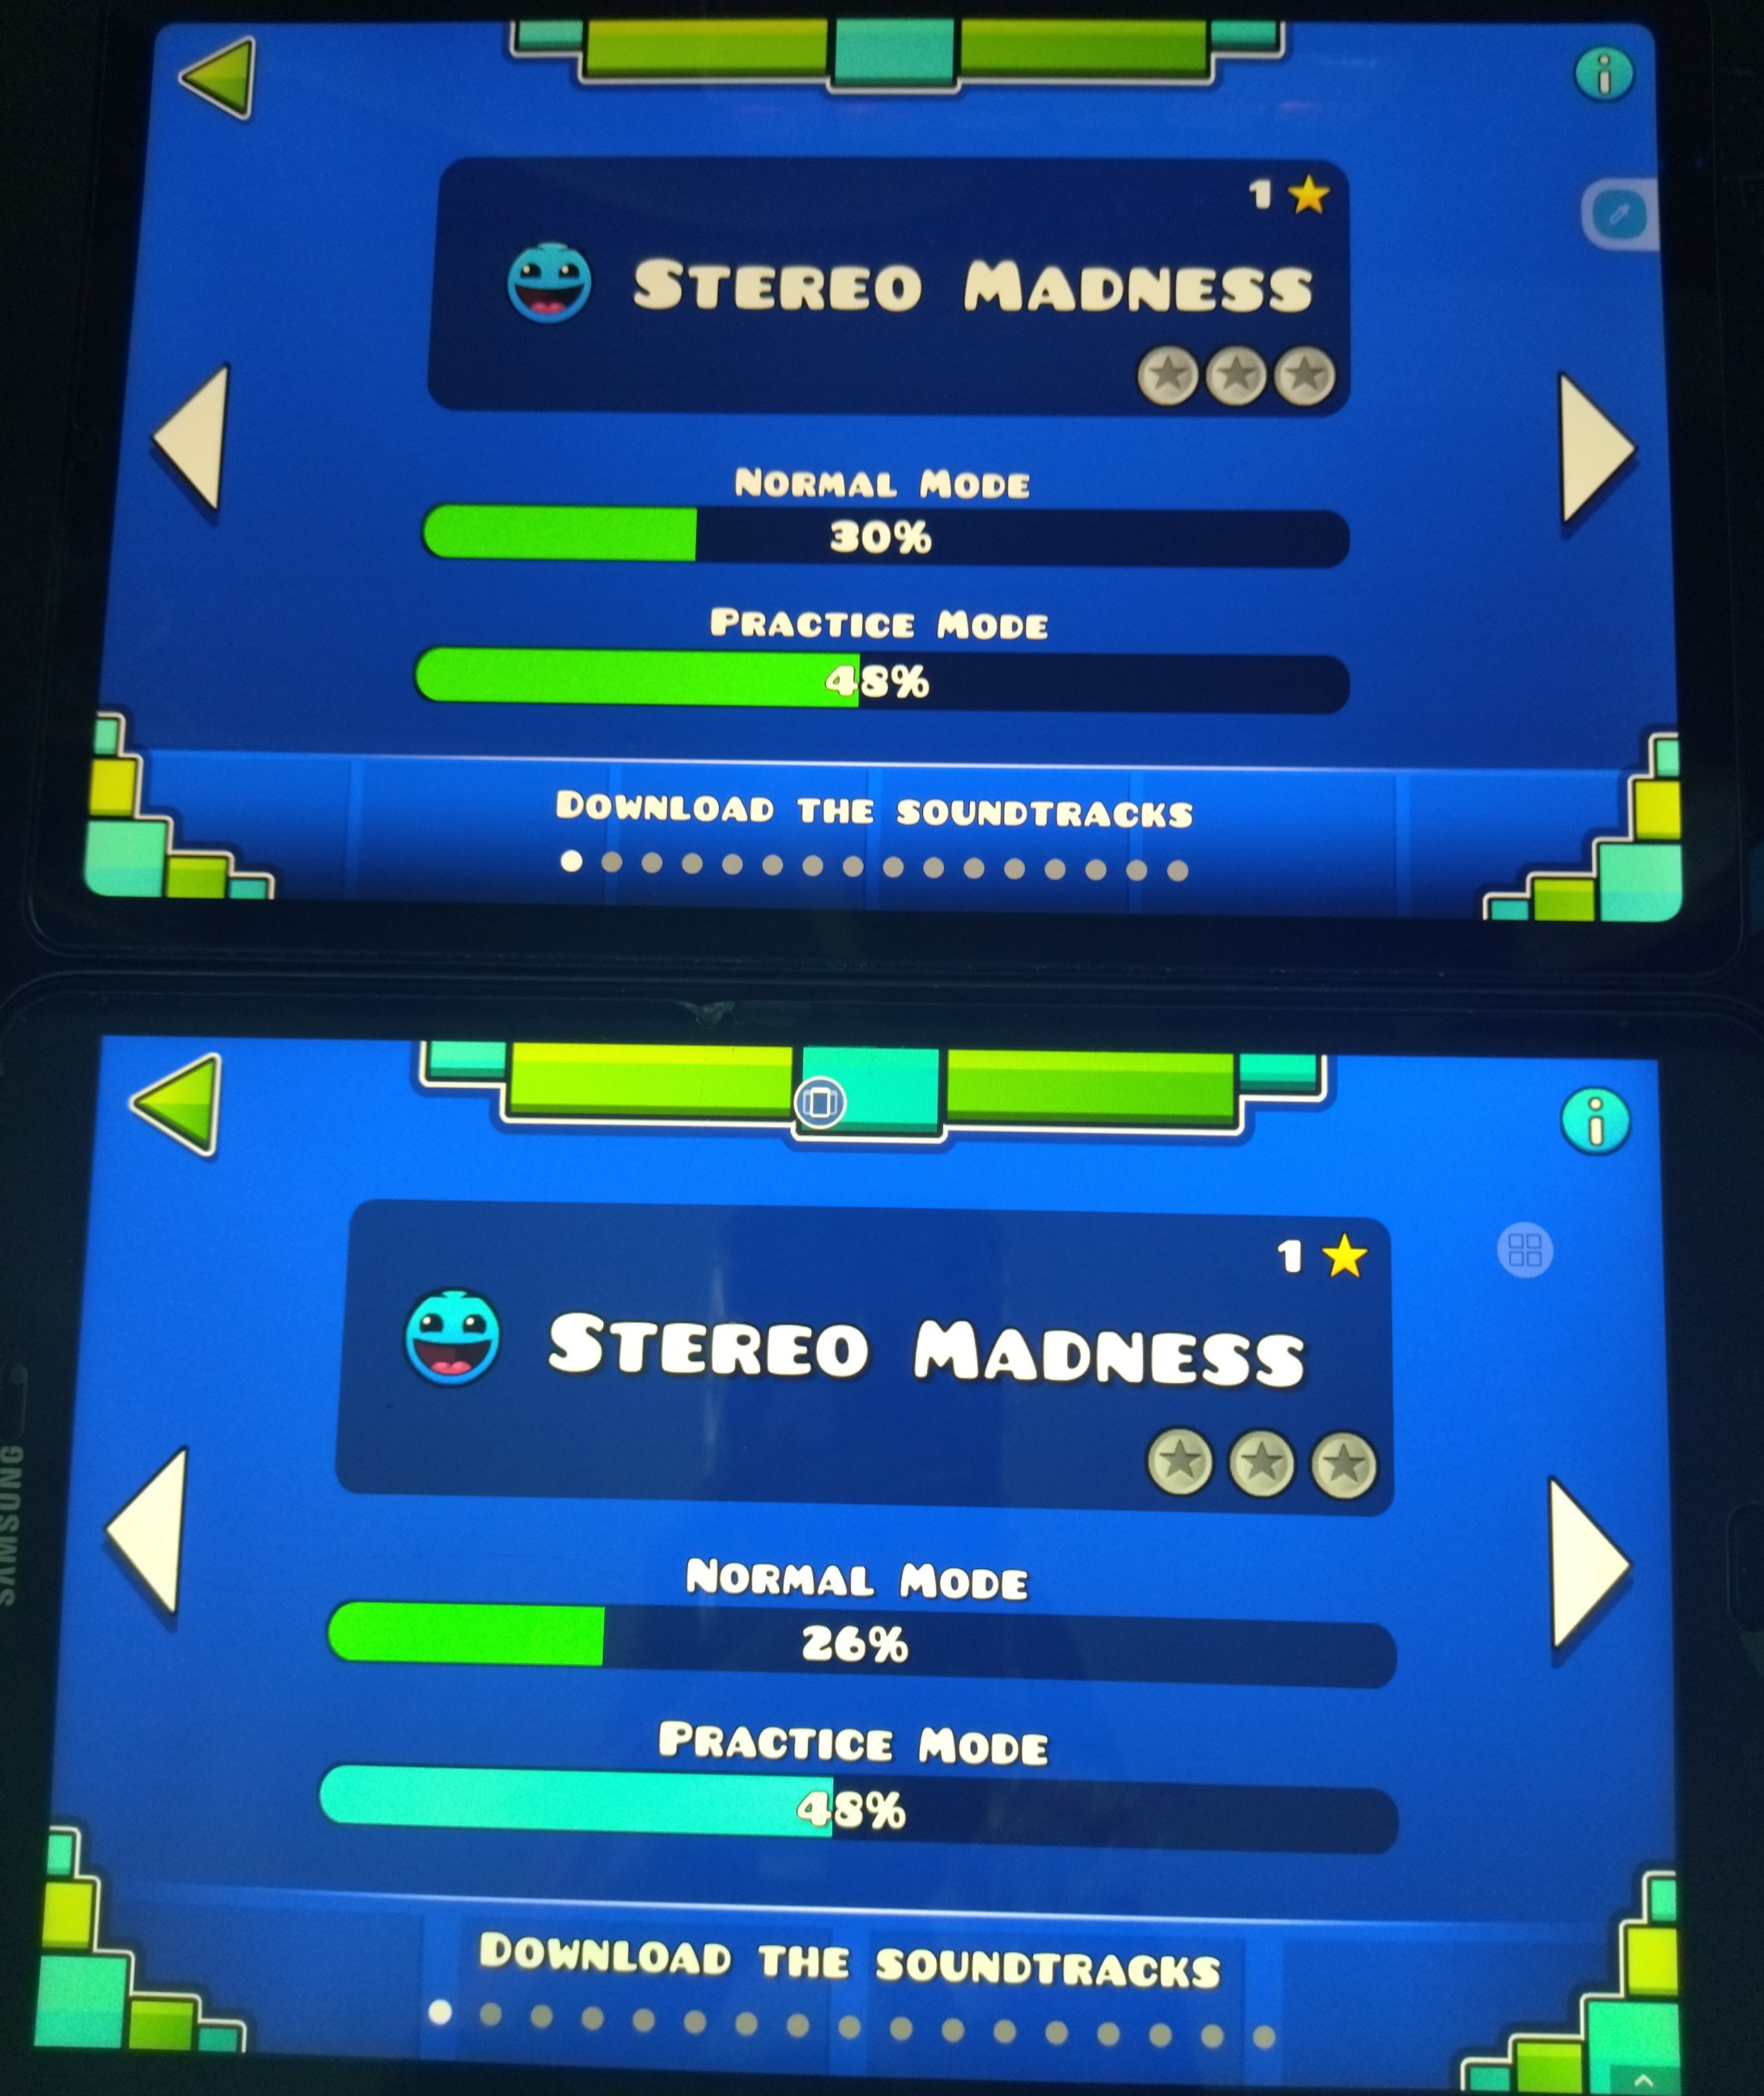 1
Stereo Madness
Normal Mode
30%
Practice Mode
48%
Download the soundtracks
1
Stereo Madness
Normal Mode
26%
Practice Mode
48%
Download the soundtracks
SAMSUNG